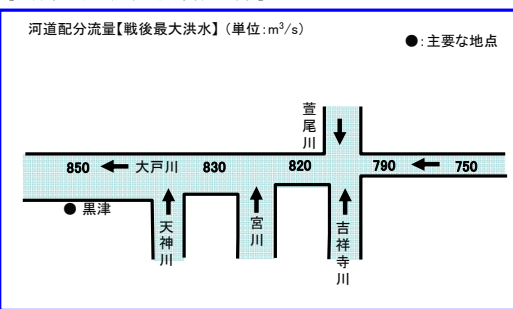 河道配分流量【戦後最大洪水】（単位：m³/s）
●：主要な地点
萱尾川
850
大戸川
830
820
790
750
●黒津
天神川
宮川
吉祥寺川